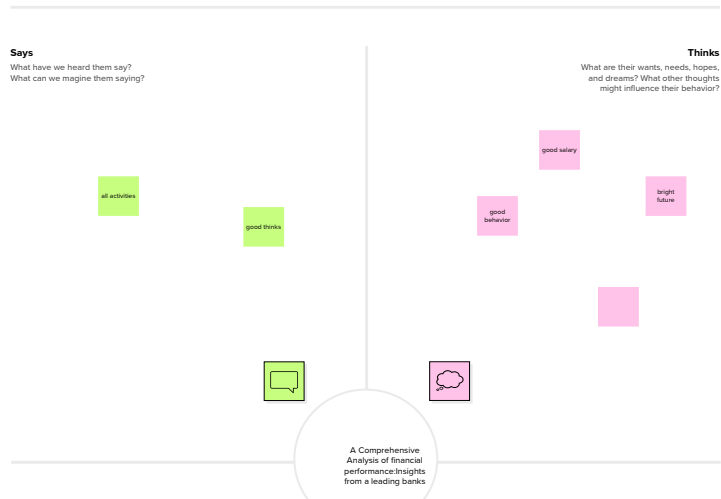 Says
What have we heard them say?
What can we magine them saying?
Thinks
What are their wants, needs, hopes,
and dreams? What other thoughts
might influence their behavior?
good salary
all activities
bright
future
good
behavior
good thinks
A Comprehensive
Analysis of financial
performance:Insights
from a leading banks